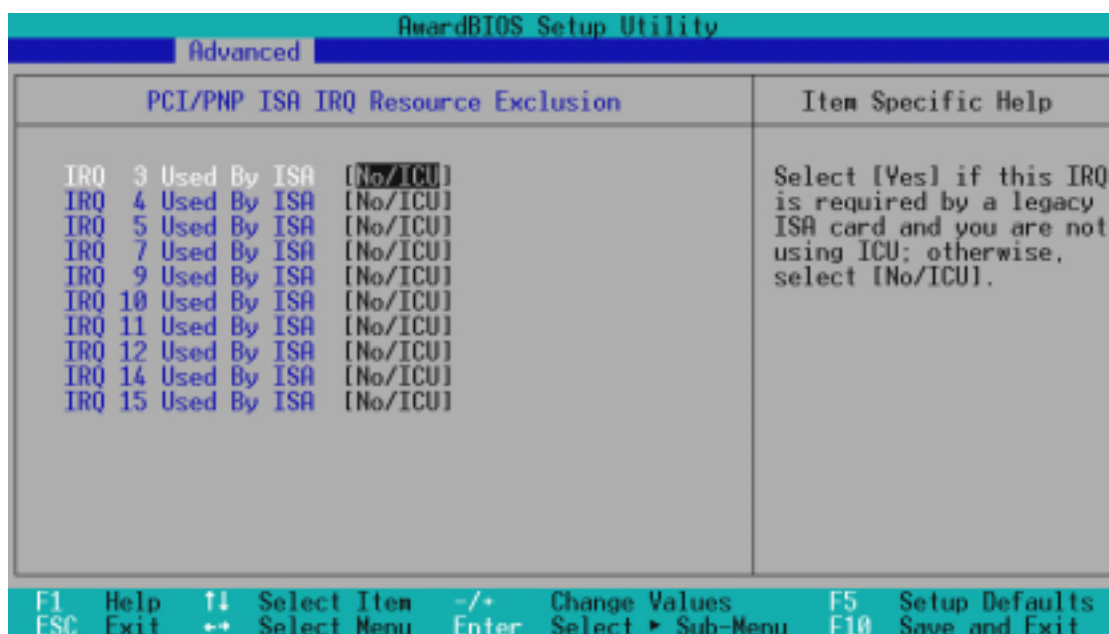 AwardBIOS Setup Utility
Advanced
PCI/PNP ISA IRQ Resource Exclusion
Item Specific Help
IRQ 3 Used By ISA [No/ICU]
IRQ 4 Used By ISA [No/ICU]
IRQ 5 Used By ISA [No/ICU]
IRQ 7 Used By ISA [No/ICU]
IRQ 9 Used By ISA [No/ICU]
IRQ 10 Used By ISA [No/ICU]
IRQ 11 Used By ISA [No/ICU]
IRQ 12 Used By ISA [No/ICU]
IRQ 14 Used By ISA [No/ICU]
IRQ 15 Used By ISA [No/ICU]
Select [Yes] if this IRQ
is required by a legacy
ISA card and you are not
using ICU; otherwise,
select [No/ICU].
F1 Help ↑↓ Select Item -/+ Change Values F5 Setup Defaults
ESC Exit ←→ Select Menu Enter Select ► Sub-Menu F10 Save and Exit